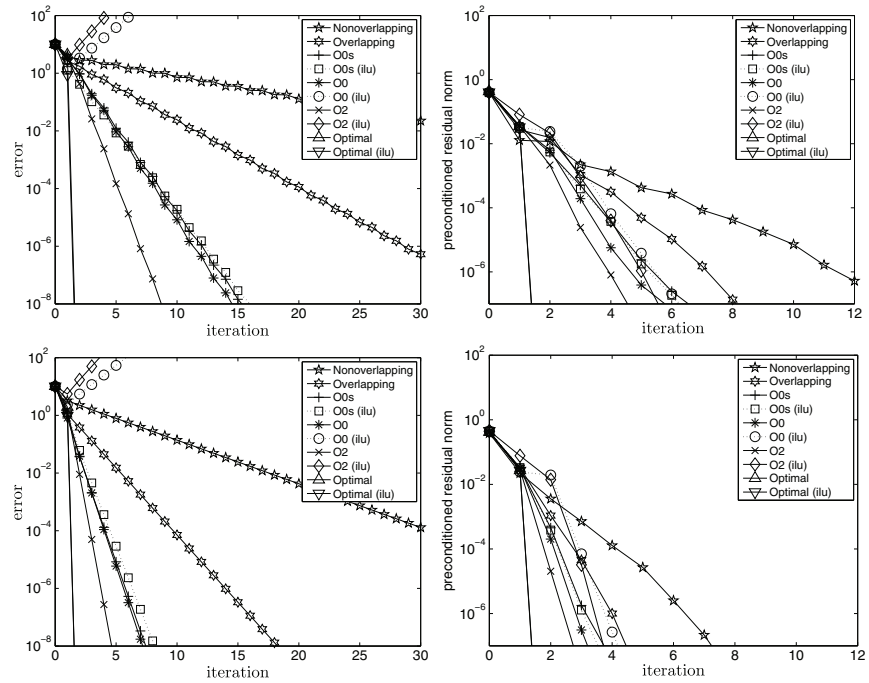 10^2
10^0
10^-2
10^-4
10^-6
10^-8
error
0 5 10 15 20 25 30
iteration
Nonoverlapping
Overlapping
O0s
O0s (ilu)
O0
O0 (ilu)
O2
O2 (ilu)
Optimal
Optimal (ilu)
10^2
10^0
10^-2
10^-4
10^-6
preconditioned residual norm
0 2 4 6 8 10 12
iteration
Nonoverlapping
Overlapping
O0s
O0s (ilu)
O0
O0 (ilu)
O2
O2 (ilu)
Optimal
Optimal (ilu)
10^2
10^0
10^-2
10^-4
10^-6
10^-8
error
0 5 10 15 20 25 30
iteration
Nonoverlapping
Overlapping
O0s
O0s (ilu)
O0
O0 (ilu)
O2
O2 (ilu)
Optimal
Optimal (ilu)
10^2
10^0
10^-2
10^-4
10^-6
preconditioned residual norm
0 2 4 6 8 10 12
iteration
Nonoverlapping
Overlapping
O0s
O0s (ilu)
O0
O0 (ilu)
O2
O2 (ilu)
Optimal
Optimal (ilu)